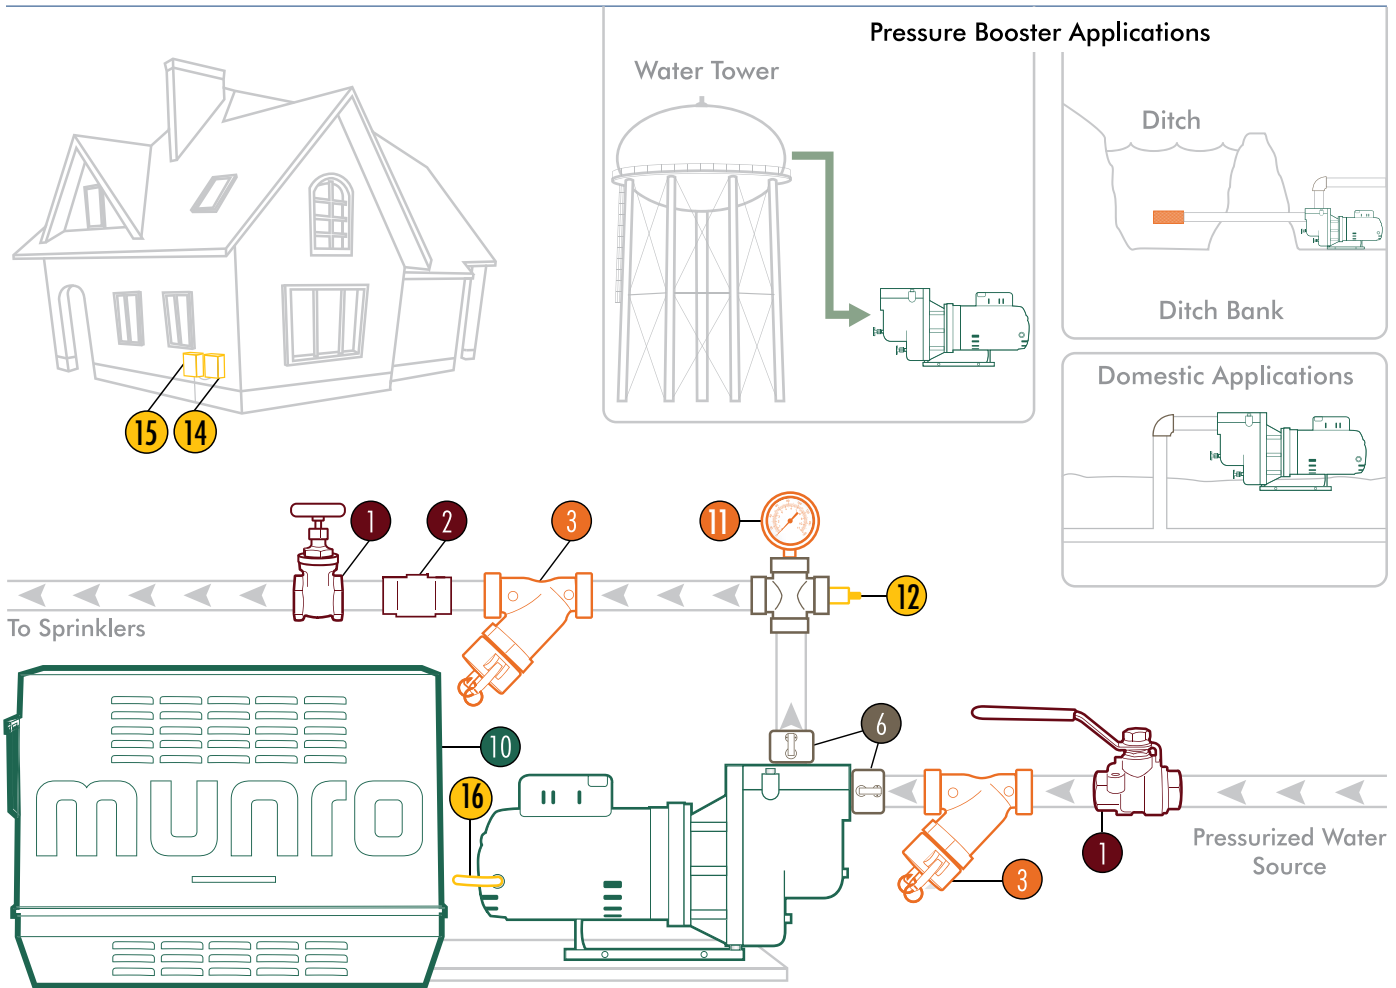 Pressure Booster Applications
Water Tower
Ditch
Ditch Bank
Domestic Applications
15
14
1
2
3
11
12
To Sprinklers
6
10
munro
16
3
1
Pressurized Water
Source